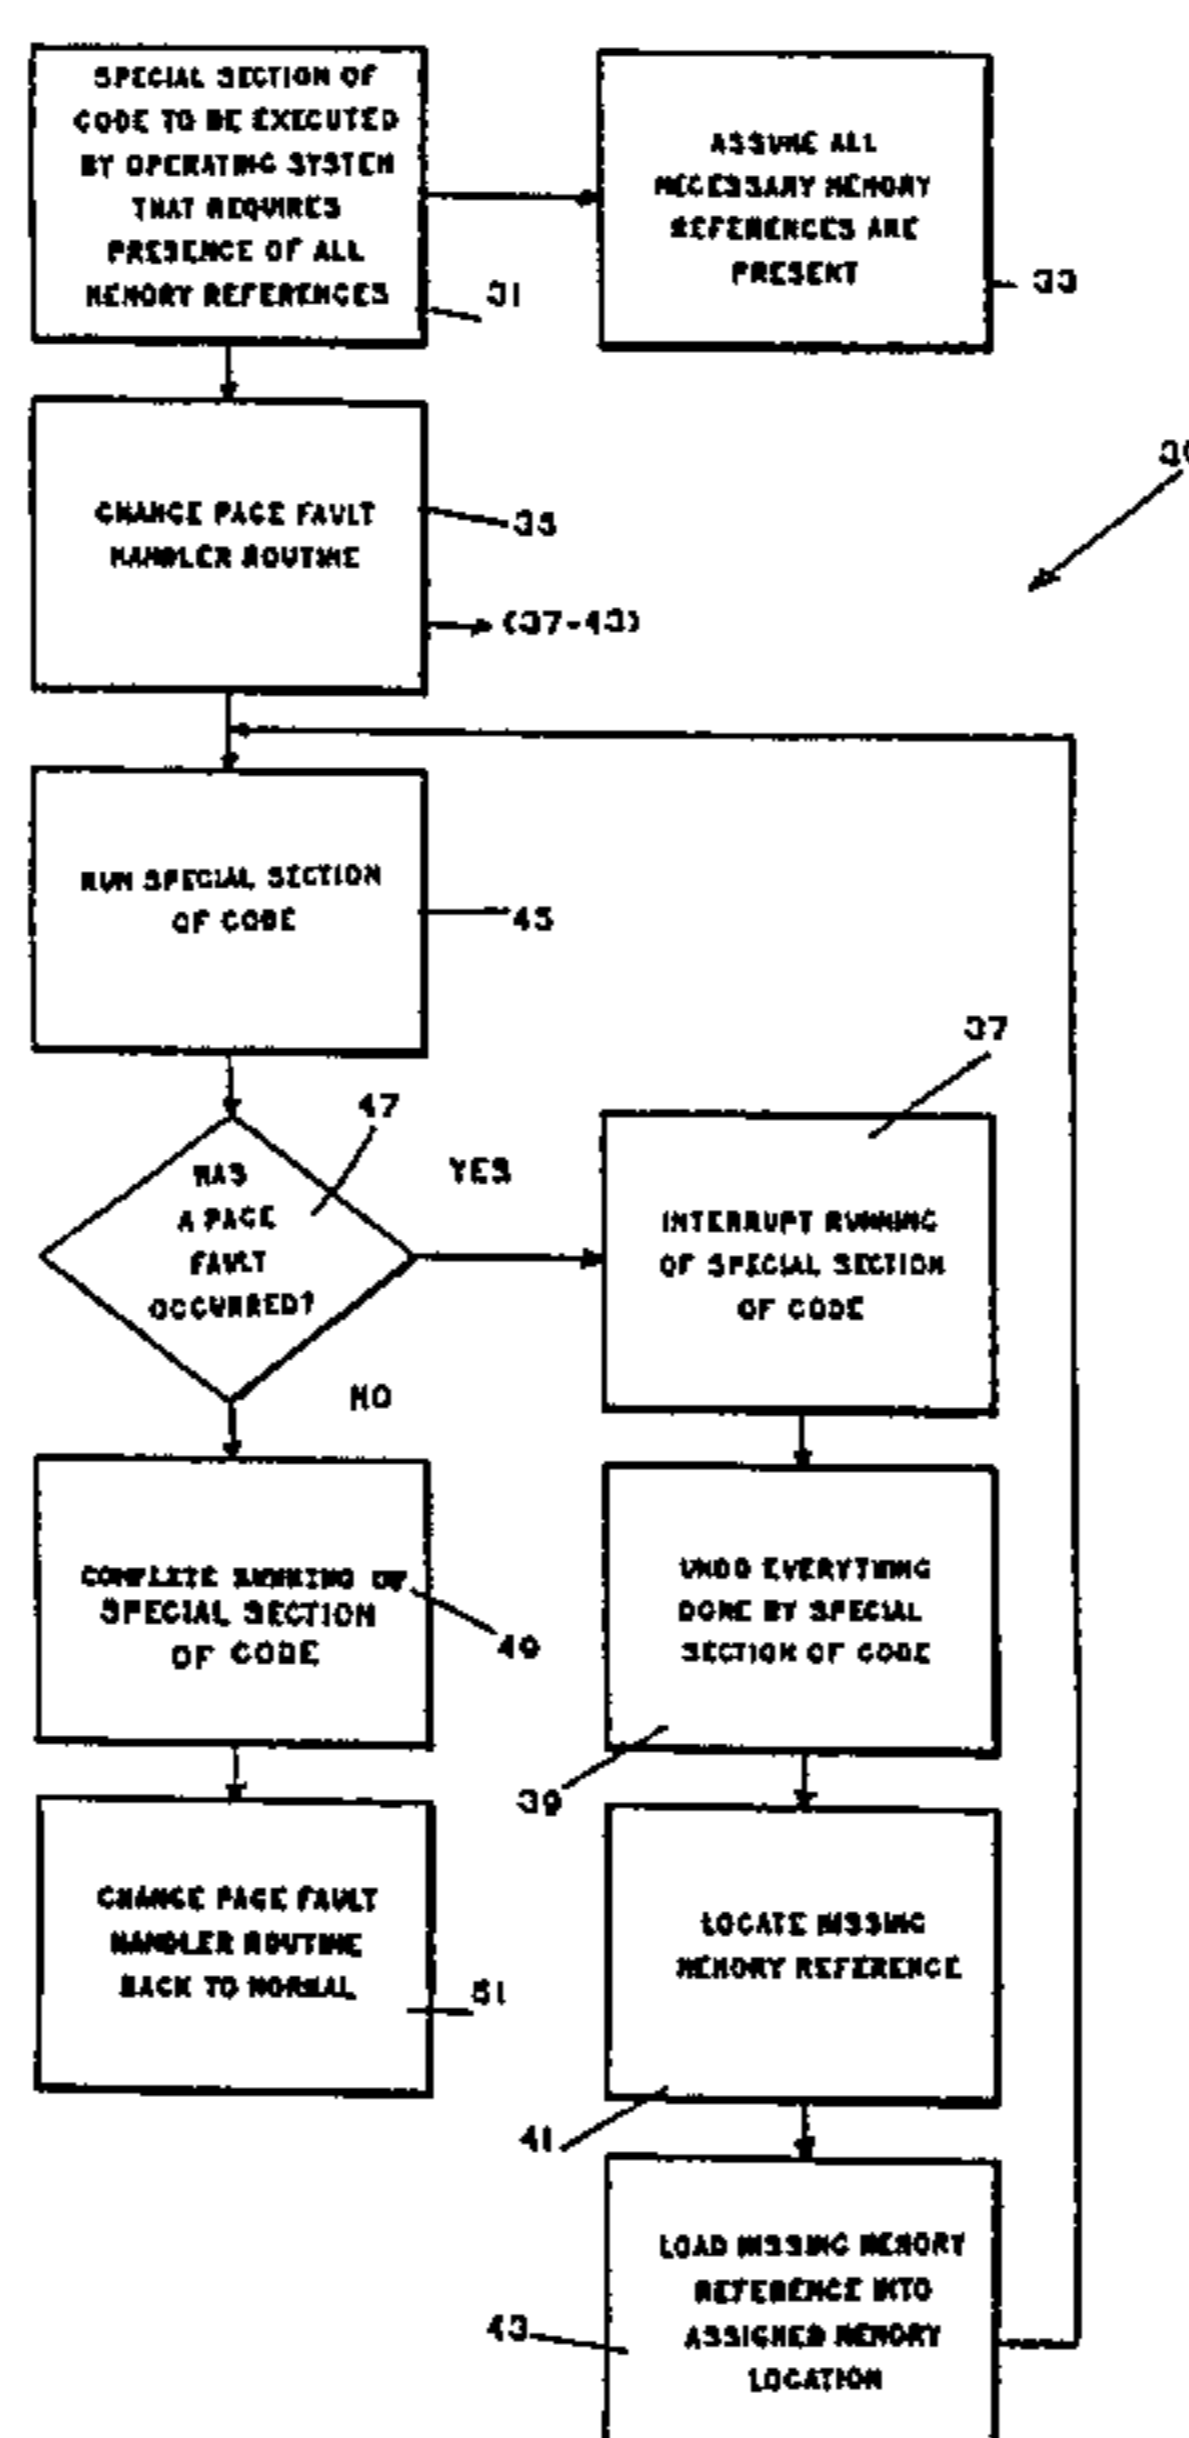 SPECIAL SECTION OF
CODE TO BE EXECUTED
BY OPERATING SYSTEM
THAT REQUIRES
PRESENCE OF ALL
MEMORY REFERENCES
31
ASSUME ALL
NECESSARY MEMORY
REFERENCES ARE
PRESENT
33
CHANGE PAGE FAULT
HANDLER ROUTINE
35
(37-43)
RUN SPECIAL SECTION
OF CODE
45
HAS
A PAGE
FAULT
OCCURRED?
47
YES
NO
37
INTERRUPT RUNNING
OF SPECIAL SECTION
OF CODE
COMPLETE RUNNING OF
SPECIAL SECTION
OF CODE
49
UNDO EVERYTHING
DONE BY SPECIAL
SECTION OF CODE
39
CHANGE PAGE FAULT
HANDLER ROUTINE
BACK TO NORMAL
51
LOCATE MISSING
MEMORY REFERENCE
41
LOAD MISSING MEMORY
REFERENCE INTO
ASSIGNED MEMORY
LOCATION
43